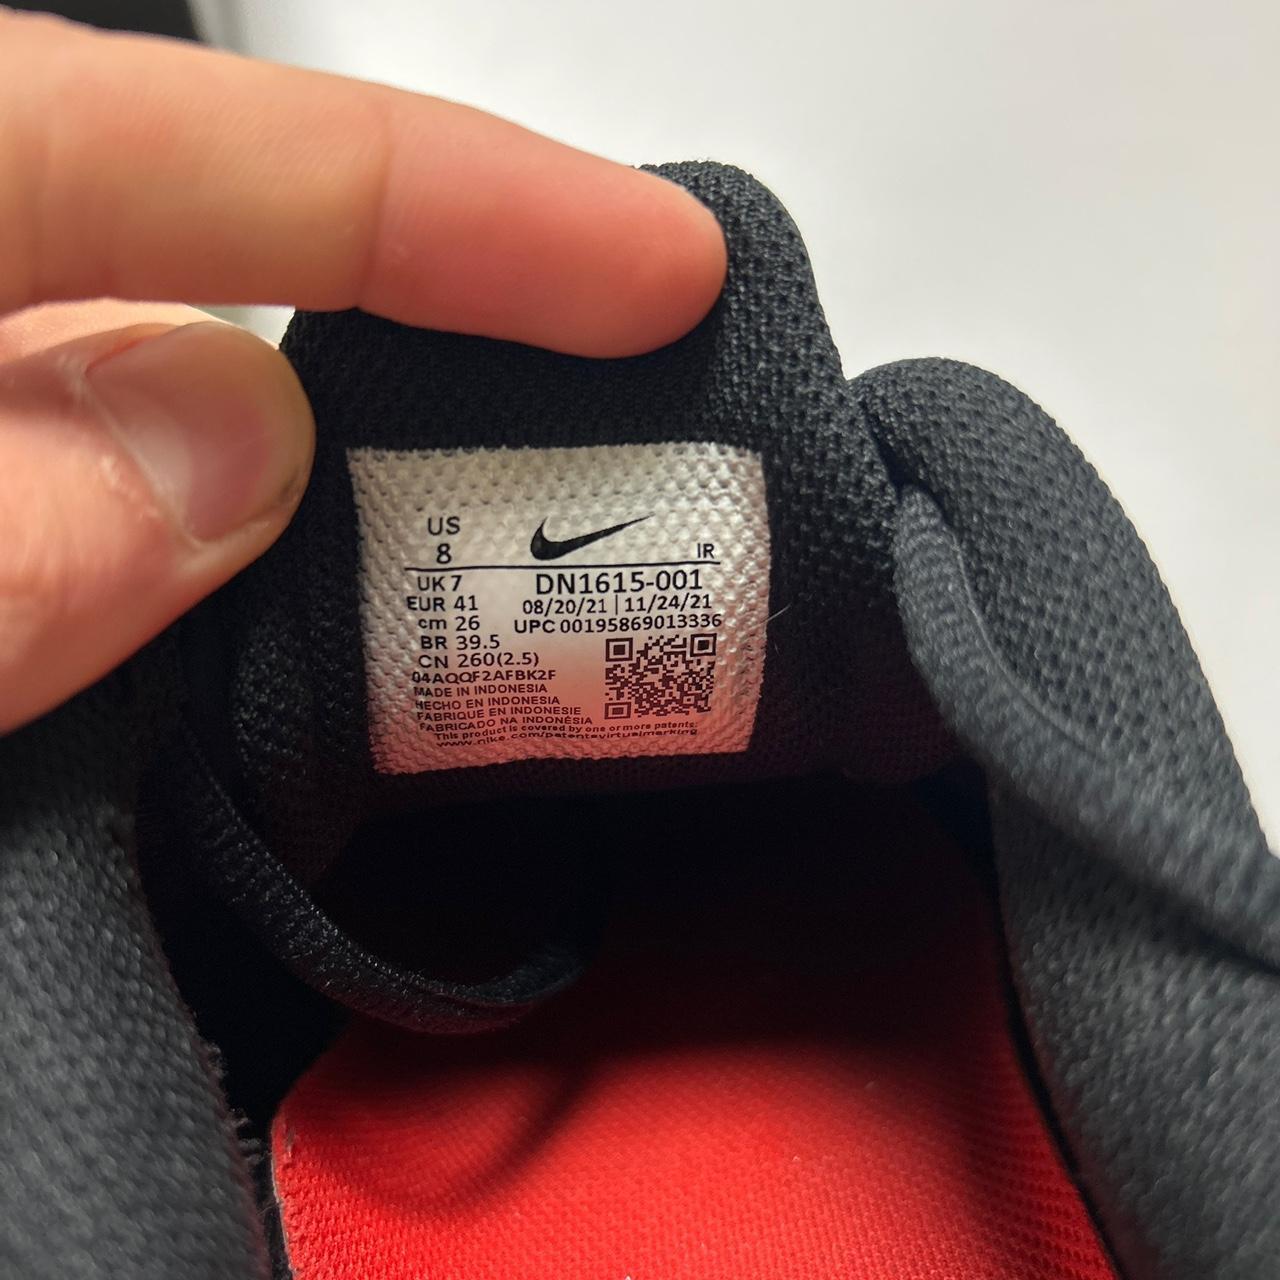 US
8
IR
UK 7
DN1615-001
EUR 41
08/20/21 | 11/24/21
cm 26
UPC 00195869013336
BR 39.5
CN 260(2.5)
04AQQF2AFBK2F
MADE IN INDONESIA
HECHO EN INDONESIA
FABRIQUE EN INDONESIE
FABRICADO NA INDONÉSIA
This product is covered by one or more patents:
www.nike.com/patentsvirtualmarking